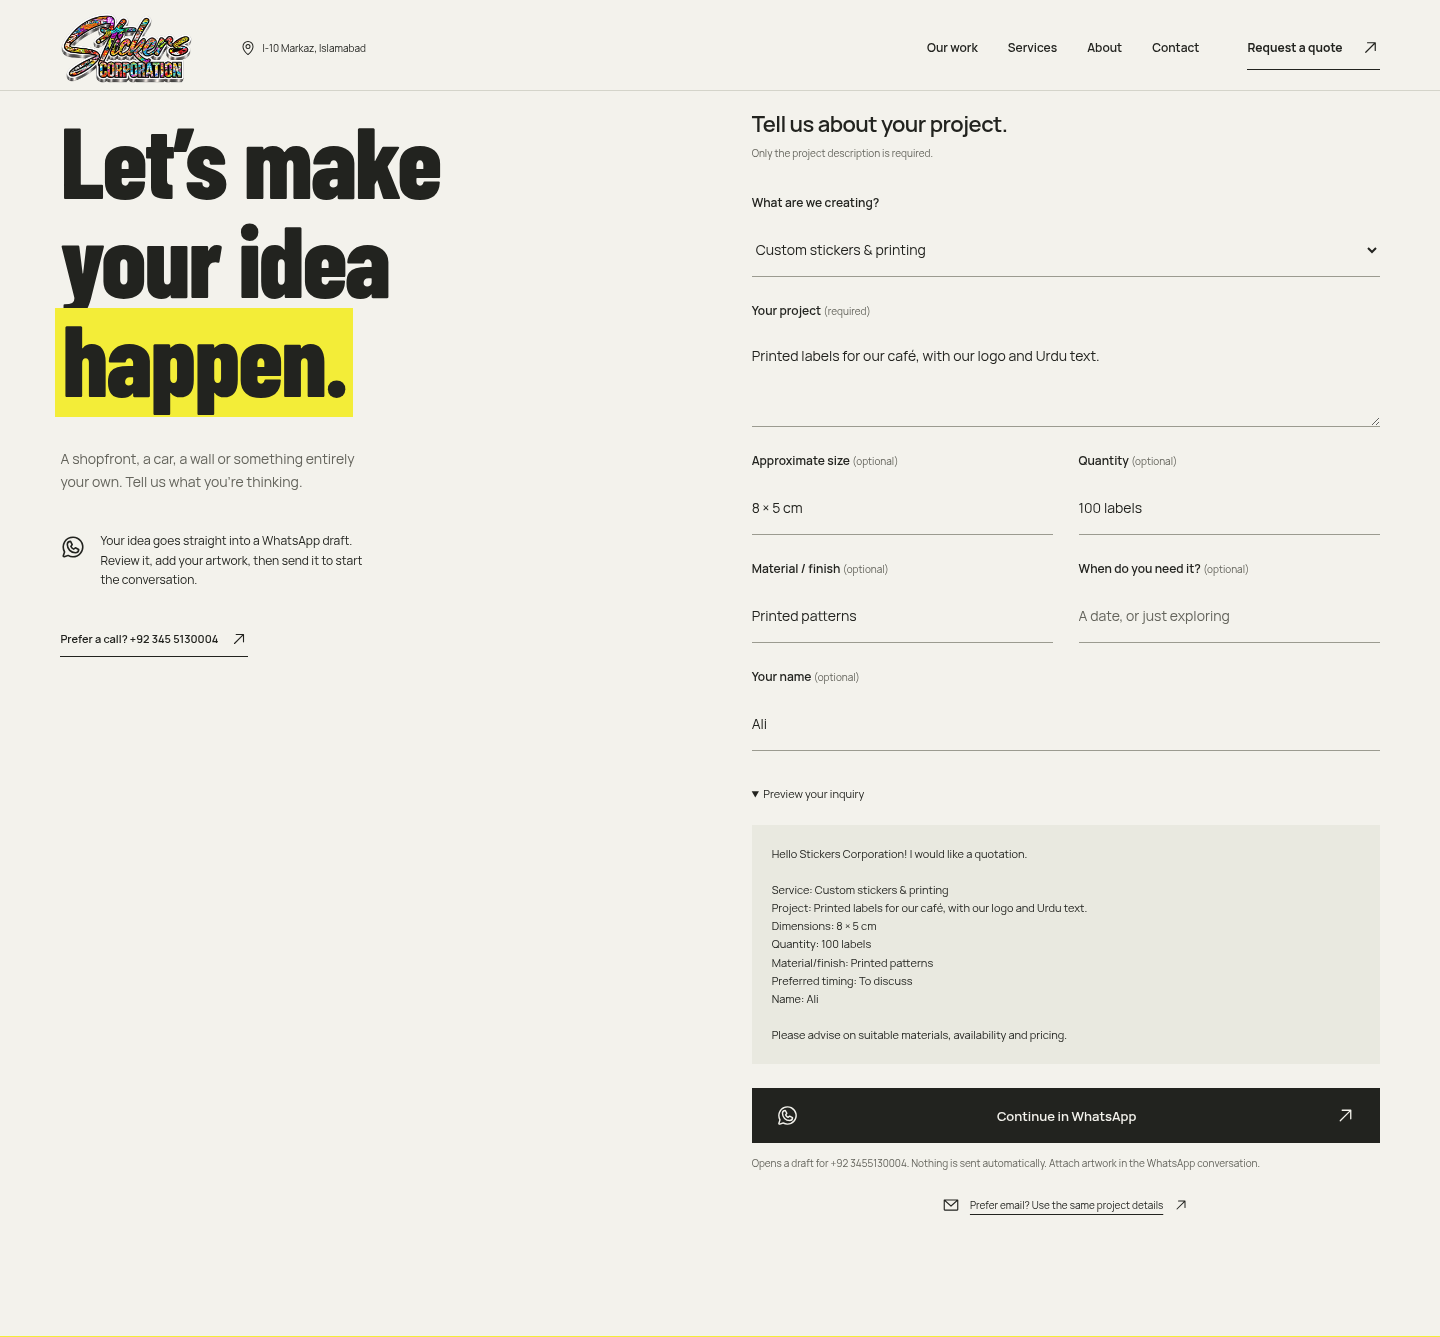 Stickers
CORPORATION
I-10 Markaz, Islamabad
Our work
Services
About
Contact
Request a quote
Let’s make
your idea
happen.
A shopfront, a car, a wall or something entirely
your own. Tell us what you’re thinking.
Your idea goes straight into a WhatsApp draft.
Review it, add your artwork, then send it to start
the conversation.
Prefer a call? +92 345 5130004
Tell us about your project.
Only the project description is required.
What are we creating?
Custom stickers & printing
Your project (required)
Printed labels for our café, with our logo and Urdu text.
Approximate size (optional)
8 × 5 cm
Quantity (optional)
100 labels
Material / finish (optional)
Printed patterns
When do you need it? (optional)
A date, or just exploring
Your name (optional)
Ali
Preview your inquiry
Hello Stickers Corporation! I would like a quotation.
Service: Custom stickers & printing
Project: Printed labels for our café, with our logo and Urdu text.
Dimensions: 8 × 5 cm
Quantity: 100 labels
Material/finish: Printed patterns
Preferred timing: To discuss
Name: Ali
Please advise on suitable materials, availability and pricing.
Continue in WhatsApp
Opens a draft for +92 3455130004. Nothing is sent automatically. Attach artwork in the WhatsApp conversation.
Prefer email? Use the same project details